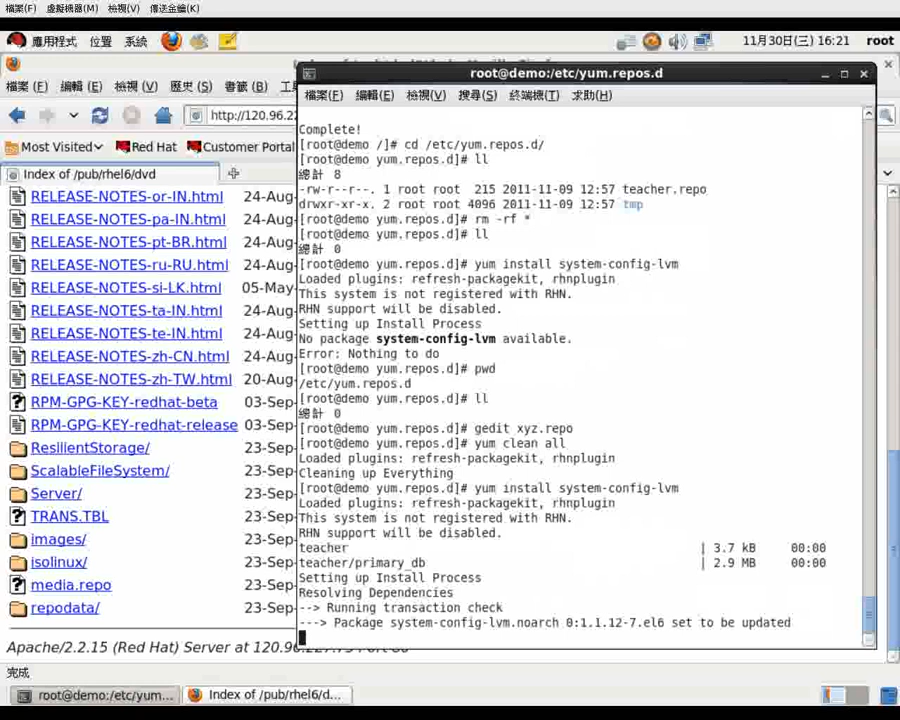 檔案(F) 虛擬機器(M) 檢視(V) 傳送金鑰(K)
應用程式 位置 系統 11月30日(三) 16:21 root
檔案 (F) 編輯 (E) 檢視 (V) 歷史 (S) 書籤 (B)
http://120.96.2
Most Visited Red Hat Customer Portal
Index of /pub/rhel6/dvd
RELEASE-NOTES-or-IN.html 24-Aug-
RELEASE-NOTES-pa-IN.html 24-Aug-
RELEASE-NOTES-pt-BR.html 24-Aug-
RELEASE-NOTES-ru-RU.html 24-Aug-
RELEASE-NOTES-si-LK.html 05-May-
RELEASE-NOTES-ta-IN.html 24-Aug-
RELEASE-NOTES-te-IN.html 24-Aug-
RELEASE-NOTES-zh-CN.html 24-Aug-
RELEASE-NOTES-zh-TW.html 20-Aug-
RPM-GPG-KEY-redhat-beta 03-Sep-
RPM-GPG-KEY-redhat-release 03-Sep-
ResilientStorage/ 23-Sep-
ScalableFileSystem/ 23-Sep-
Server/ 23-Sep-
TRANS.TBL 23-Sep-
images/ 23-Sep-
isolinux/ 23-Sep-
media.repo 23-Sep-
repodata/ 23-Sep-
Apache/2.2.15 (Red Hat) Server at
完成
root@demo:/etc/yum.repos.d
檔案(F) 編輯(E) 檢視(V) 搜尋(S) 終端機(T) 求助(H)
Complete!
[root@demo /]# cd /etc/yum.repos.d/
[root@demo yum.repos.d]# ll
總計 8
-rw-r--r--. 1 root root  215 2011-11-09 12:57 teacher.repo
drwxr-xr-x. 2 root root 4096 2011-11-09 12:57 tmp
[root@demo yum.repos.d]# rm -rf *
[root@demo yum.repos.d]# ll
總計 0
[root@demo yum.repos.d]# yum install system-config-lvm
Loaded plugins: refresh-packagekit, rhnplugin
This system is not registered with RHN.
RHN support will be disabled.
Setting up Install Process
No package system-config-lvm available.
Error: Nothing to do
[root@demo yum.repos.d]# pwd
/etc/yum.repos.d
[root@demo yum.repos.d]# ll
總計 0
[root@demo yum.repos.d]# gedit xyz.repo
[root@demo yum.repos.d]# yum clean all
Loaded plugins: refresh-packagekit, rhnplugin
Cleaning up Everything
[root@demo yum.repos.d]# yum install system-config-lvm
Loaded plugins: refresh-packagekit, rhnplugin
This system is not registered with RHN.
RHN support will be disabled.
teacher | 3.7 kB 00:00
teacher/primary_db | 2.9 MB 00:00
Setting up Install Process
Resolving Dependencies
--> Running transaction check
---> Package system-config-lvm.noarch 0:1.1.12-7.el6 set to be updated
root@demo:/etc/yum... Index of /pub/rhel6/d...